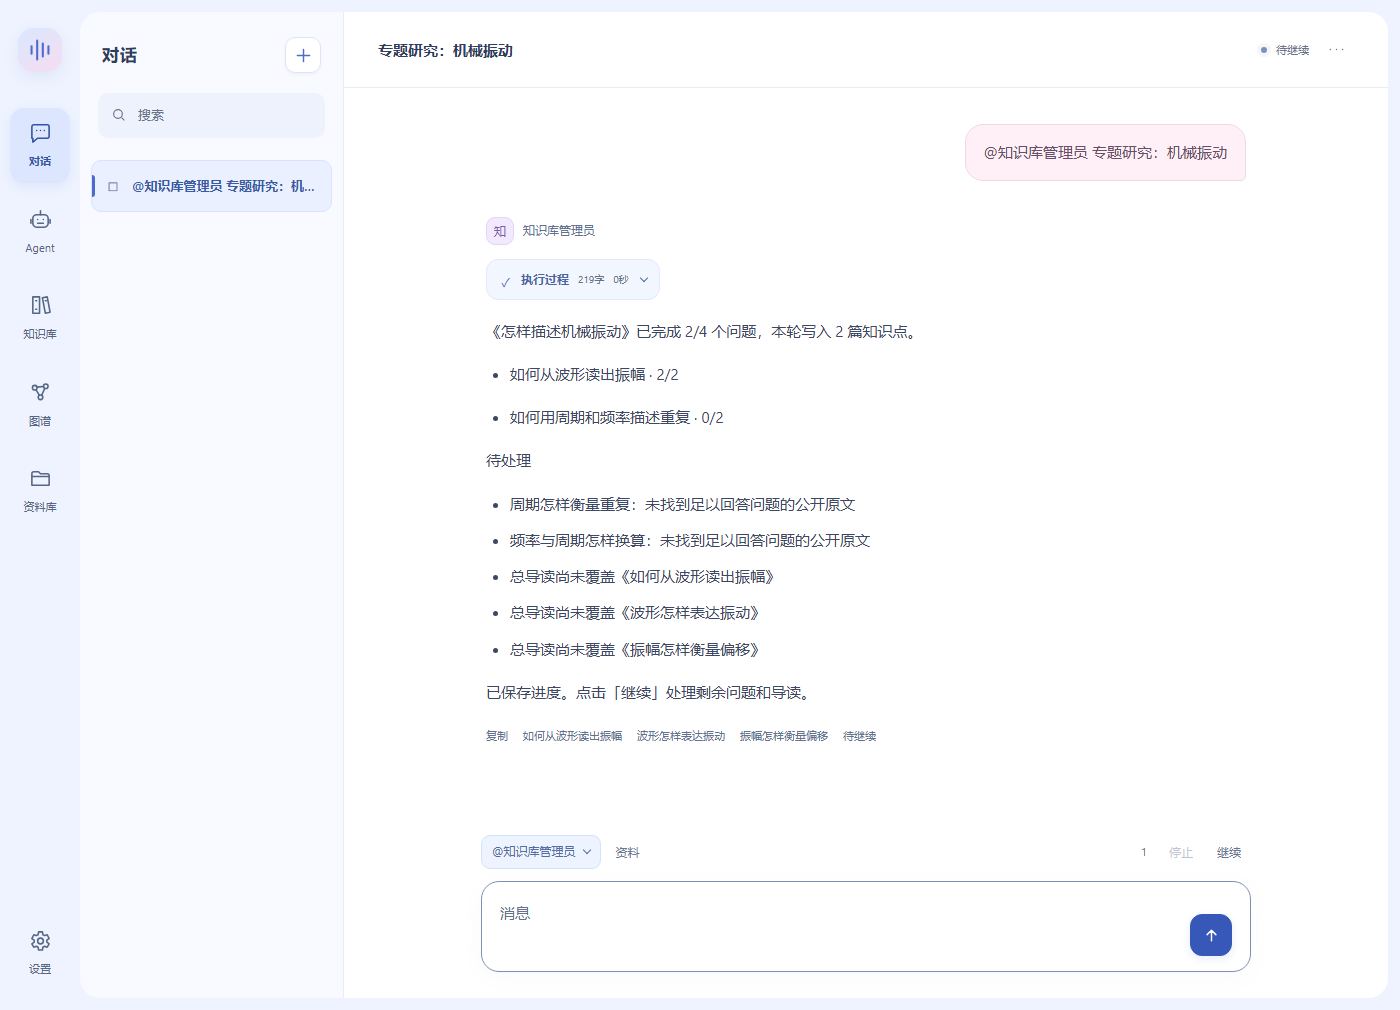 对话
Agent
知识库
图谱
资料库
设置
对话
搜索
@知识库管理员 专题研究：机...
专题研究：机械振动
待继续
...
@知识库管理员 专题研究：机械振动
知 知识库管理员
执行过程 219字 0秒
《怎样描述机械振动》已完成 2/4 个问题，本轮写入 2 篇知识点。
如何从波形读出振幅 · 2/2
如何用周期和频率描述重复 · 0/2
待处理
周期怎样衡量重复：未找到足以回答问题的公开原文
频率与周期怎样换算：未找到足以回答问题的公开原文
总导读尚未覆盖《如何从波形读出振幅》
总导读尚未覆盖《波形怎样表达振动》
总导读尚未覆盖《振幅怎样衡量偏移》
已保存进度。点击「继续」处理剩余问题和导读。
复制 如何从波形读出振幅 波形怎样表达振动 振幅怎样衡量偏移 待继续
@知识库管理员 资料 1 停止 继续
消息